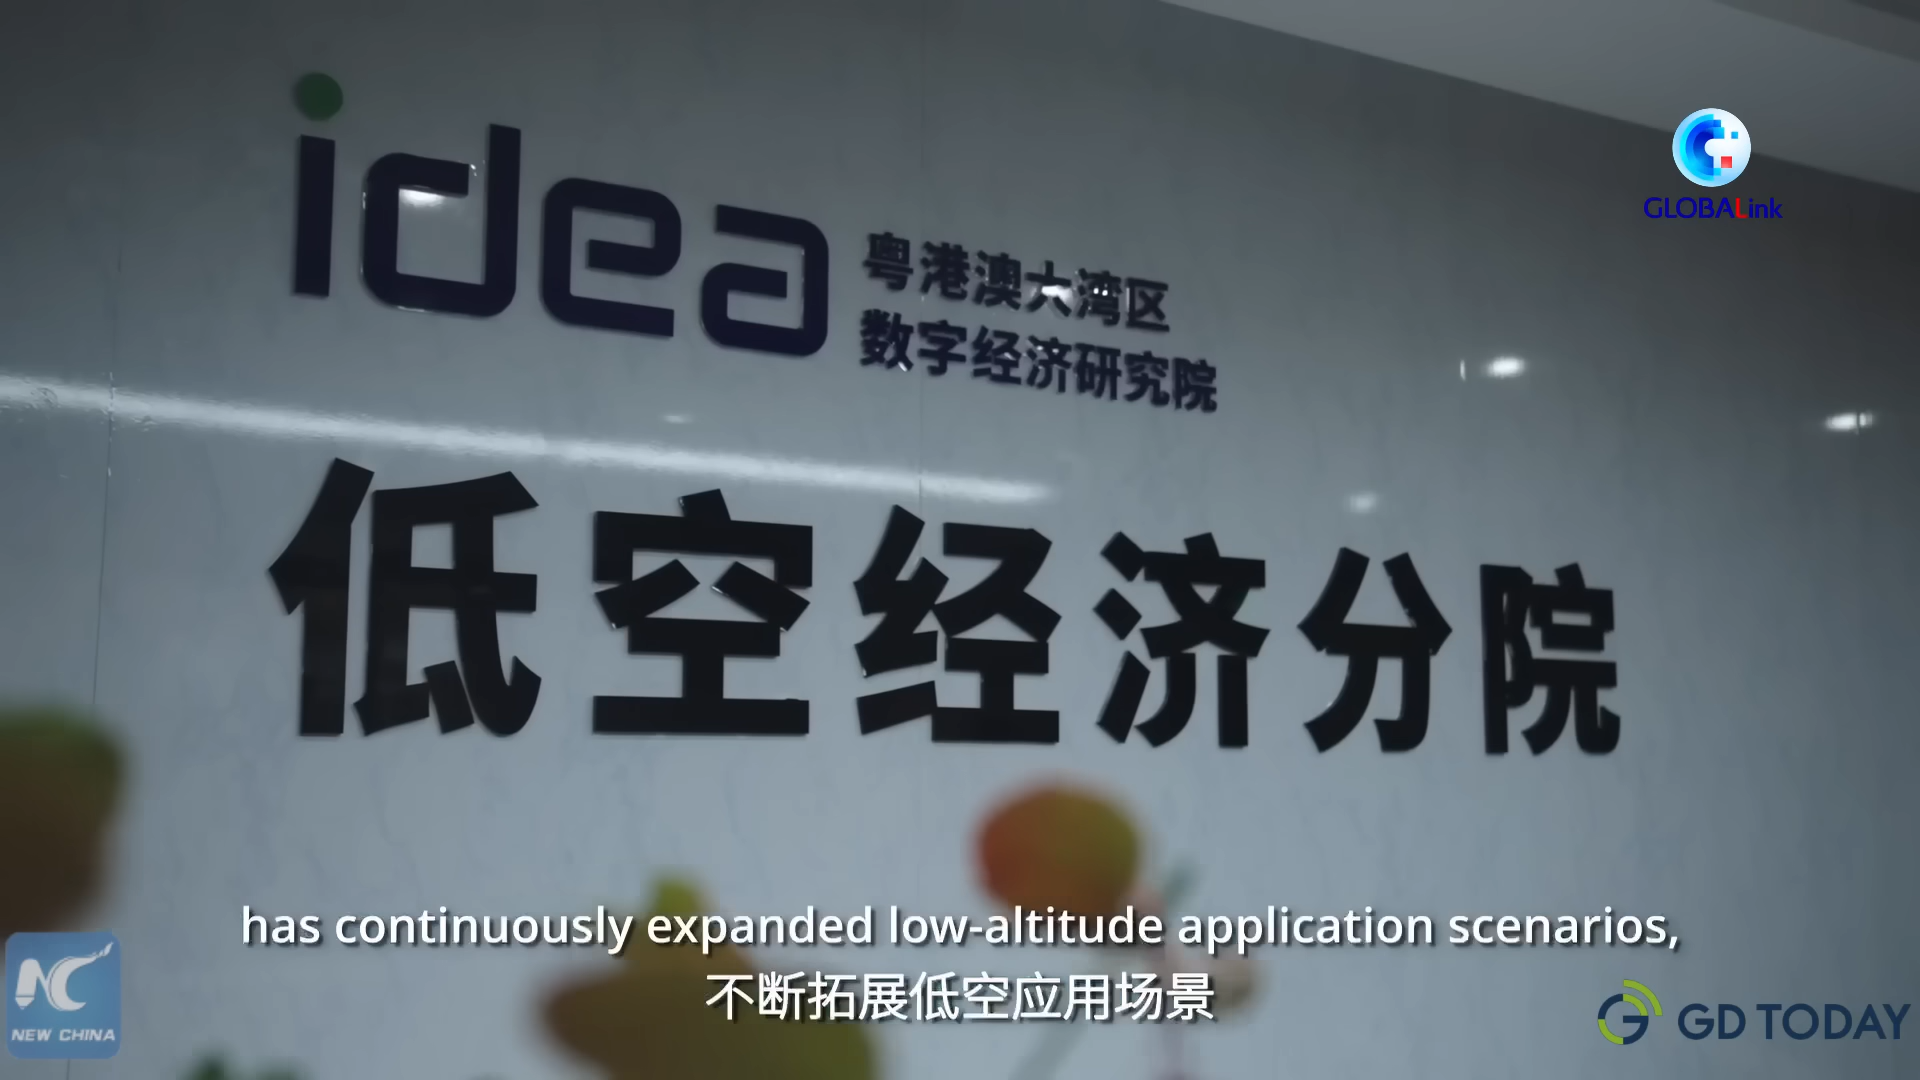 idea
粤港澳大湾区
数字经济研究院
低空经济分院
GLOBALink
has continuously expanded low-altitude application scenarios,
不断拓展低空应用场景
NC
NEW CHINA
GD TODAY